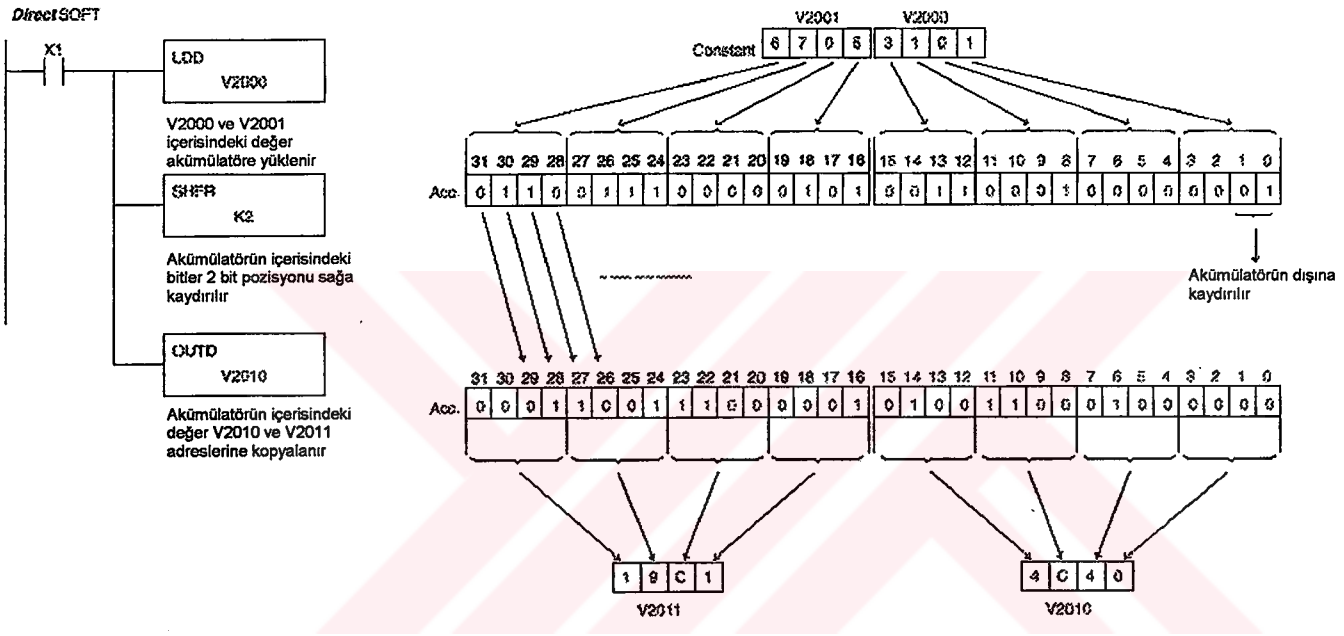 DirectSOFT
X1
LDD
V2000
V2000 ve V2001
içerisindeki değer
akümülatöre yüklenir
SHFR
K2
Akümülatörün içerisindeki
bitler 2 bit pozisyonu sağa
kaydırılır
OUTD
V2010
Akümülatörün içerisindeki
değer V2010 ve V2011
adreslerine kopyalanır
V2001 V2000
Constant 6 7 0 5 3 1 0 1
31 30 29 28 27 26 25 24 23 22 21 20 19 18 17 16 15 14 13 12 11 10 9 8 7 6 5 4 3 2 1 0
Acc. 0 1 1 0 0 1 1 1 0 0 0 0 0 1 0 1 0 0 1 1 0 0 0 1 0 0 0 0 0 0 0 1
Akümülatörün dışına
kaydırılır
31 30 29 28 27 26 25 24 23 22 21 20 19 18 17 16 15 14 13 12 11 10 9 8 7 6 5 4 3 2 1 0
Acc. 0 0 0 1 1 0 0 1 1 1 0 0 0 0 0 1 0 1 0 0 1 1 0 0 0 1 0 0 0 0 0 0
1 9 C 1 4 C 4 0
V2011 V2010